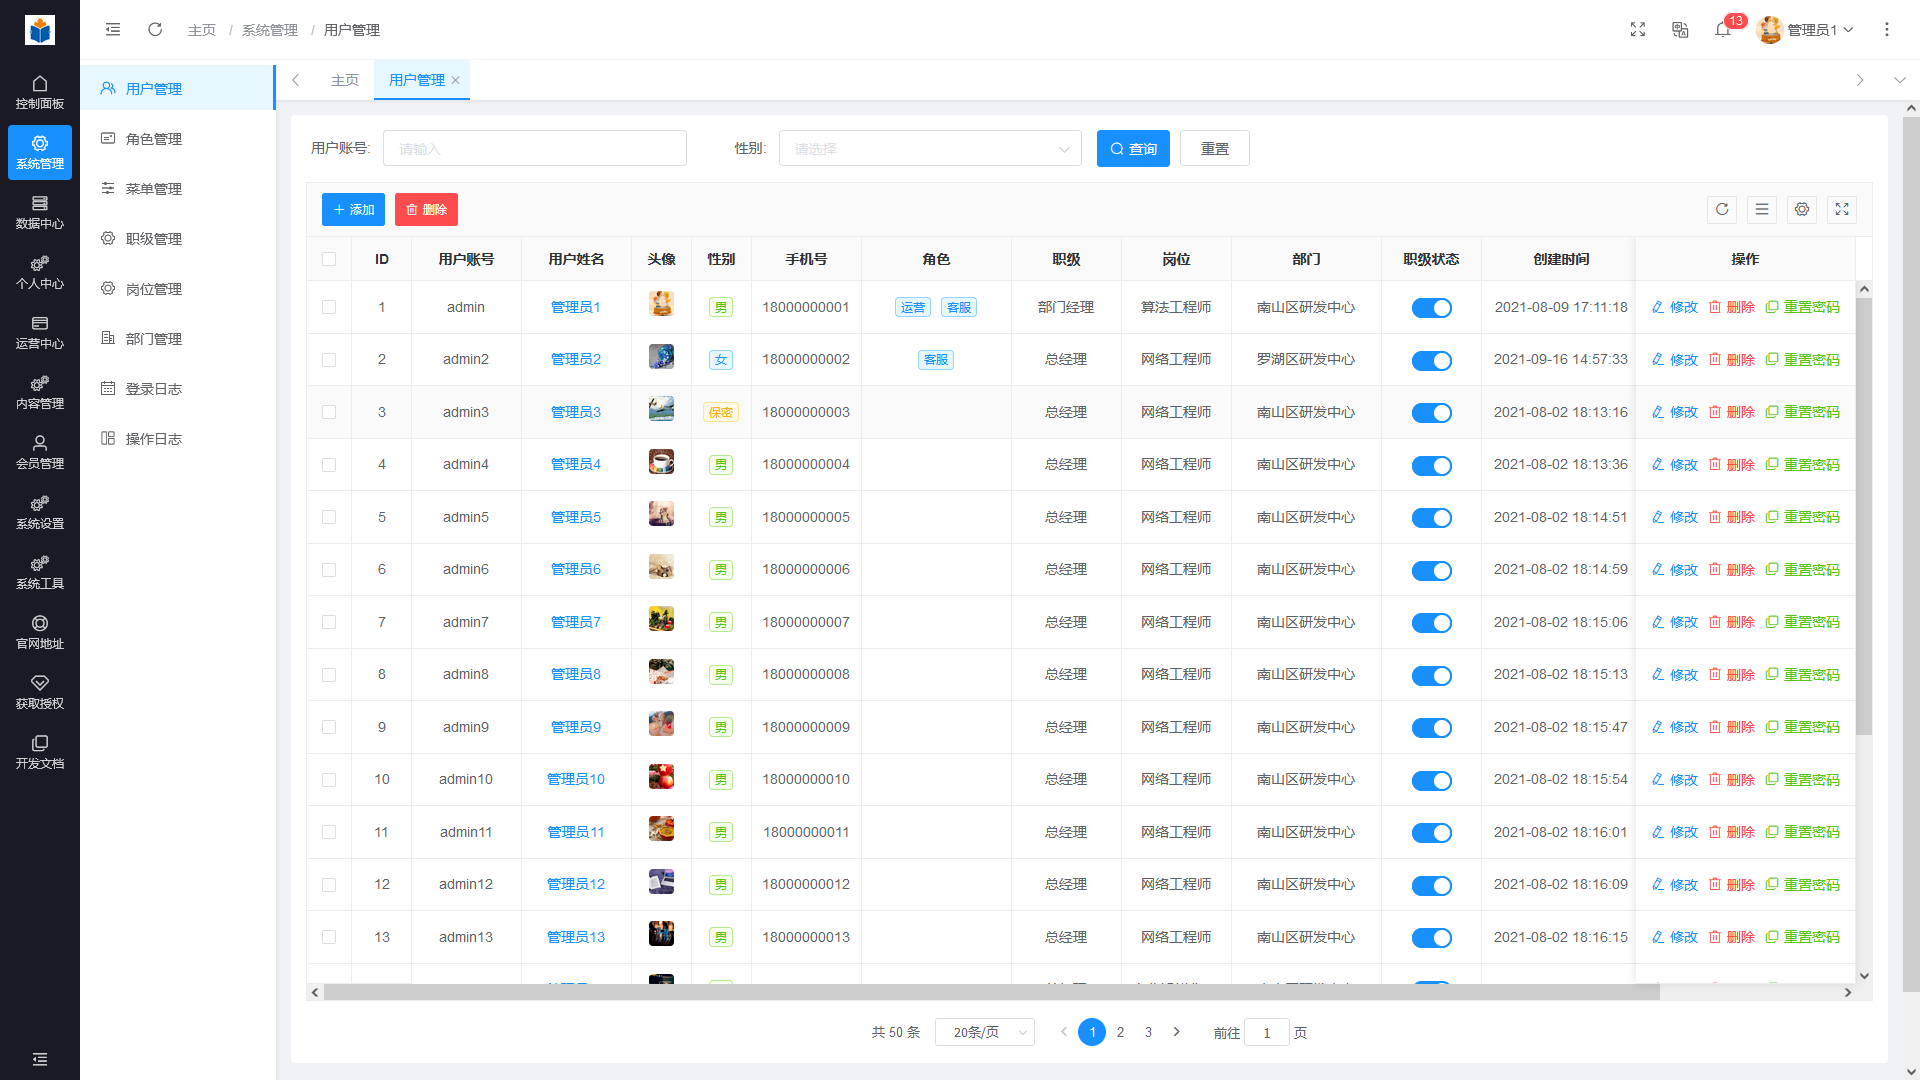 主页 / 系统管理 / 用户管理
13
管理员1
控制面板
系统管理
数据中心
个人中心
运营中心
内容管理
会员管理
系统设置
系统工具
官网地址
获取授权
开发文档
用户管理
角色管理
菜单管理
职级管理
岗位管理
部门管理
登录日志
操作日志
主页 用户管理
用户账号: 请输入 性别: 请选择 查询 重置
添加 删除
ID 用户账号 用户姓名 头像 性别 手机号 角色 职级 岗位 部门 职级状态 创建时间 操作
1 admin 管理员1 男 18000000001 运营 客服 部门经理 算法工程师 南山区研发中心 2021-08-09 17:11:18 修改 删除 重置密码
2 admin2 管理员2 女 18000000002 客服 总经理 网络工程师 罗湖区研发中心 2021-09-16 14:57:33 修改 删除 重置密码
3 admin3 管理员3 保密 18000000003 总经理 网络工程师 南山区研发中心 2021-08-02 18:13:16 修改 删除 重置密码
4 admin4 管理员4 男 18000000004 总经理 网络工程师 南山区研发中心 2021-08-02 18:13:36 修改 删除 重置密码
5 admin5 管理员5 男 18000000005 总经理 网络工程师 南山区研发中心 2021-08-02 18:14:51 修改 删除 重置密码
6 admin6 管理员6 男 18000000006 总经理 网络工程师 南山区研发中心 2021-08-02 18:14:59 修改 删除 重置密码
7 admin7 管理员7 男 18000000007 总经理 网络工程师 南山区研发中心 2021-08-02 18:15:06 修改 删除 重置密码
8 admin8 管理员8 男 18000000008 总经理 网络工程师 南山区研发中心 2021-08-02 18:15:13 修改 删除 重置密码
9 admin9 管理员9 男 18000000009 总经理 网络工程师 南山区研发中心 2021-08-02 18:15:47 修改 删除 重置密码
10 admin10 管理员10 男 18000000010 总经理 网络工程师 南山区研发中心 2021-08-02 18:15:54 修改 删除 重置密码
11 admin11 管理员11 男 18000000011 总经理 网络工程师 南山区研发中心 2021-08-02 18:16:01 修改 删除 重置密码
12 admin12 管理员12 男 18000000012 总经理 网络工程师 南山区研发中心 2021-08-02 18:16:09 修改 删除 重置密码
13 admin13 管理员13 男 18000000013 总经理 网络工程师 南山区研发中心 2021-08-02 18:16:15 修改 删除 重置密码
共 50 条 20条/页 1 2 3 前往 1 页